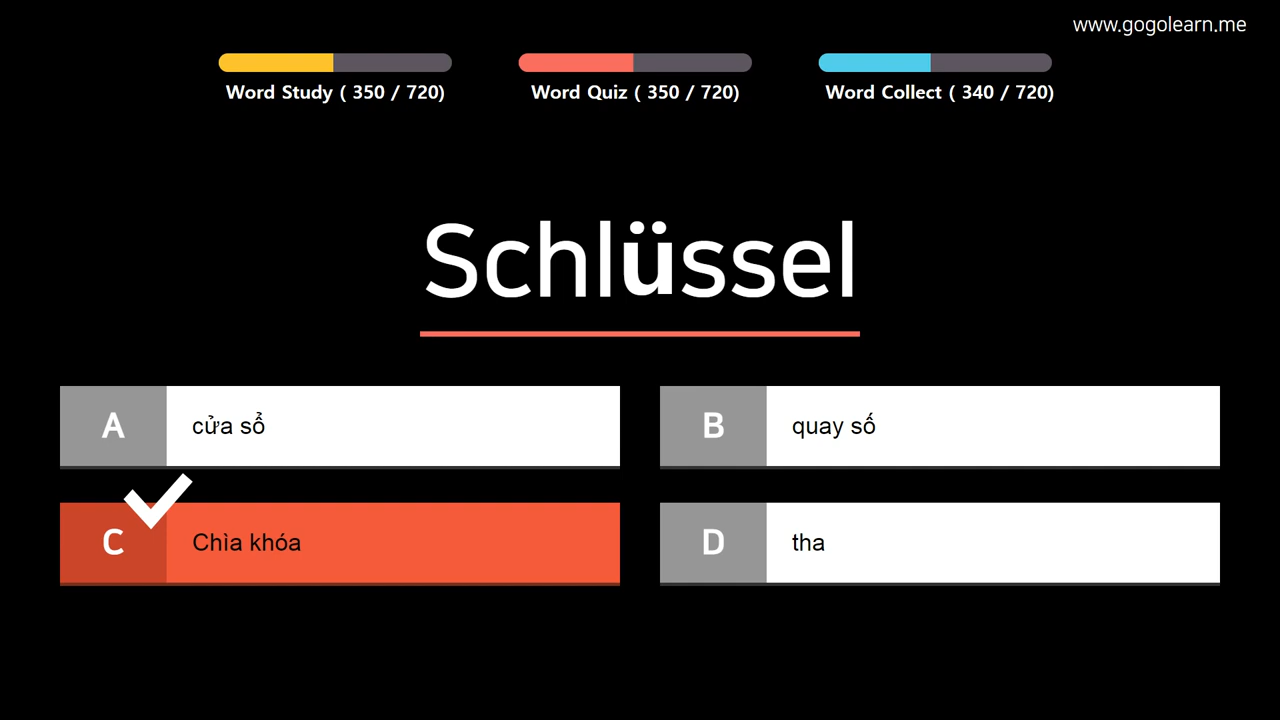 www.gogolearn.me
Word Study ( 350 / 720)
Word Quiz ( 350 / 720)
Word Collect ( 340 / 720)
Schlüssel
A cửa sổ
B quay số
C Chìa khóa
D tha